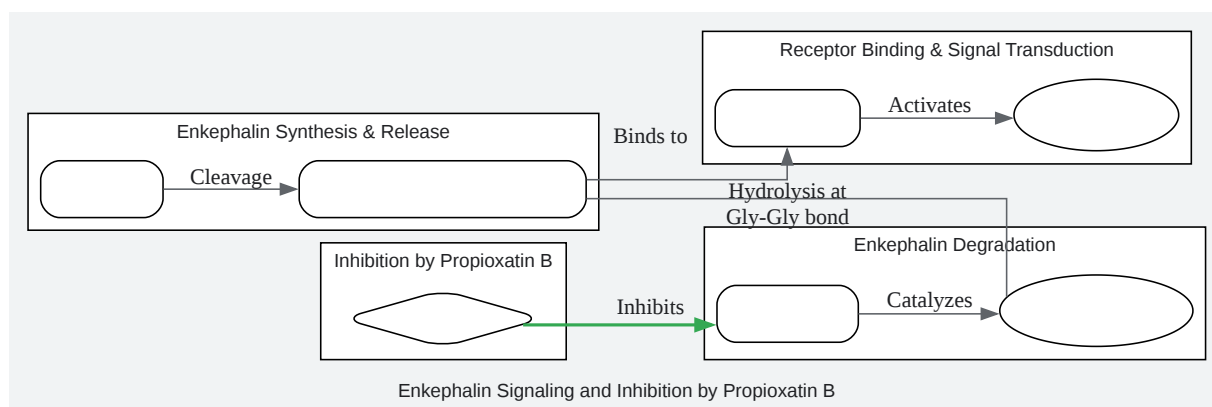 Receptor Binding & Signal Transduction
Activates
Enkephalin Synthesis & Release
Cleavage
Binds to
Hydrolysis at
Gly-Gly bond
Inhibition by Propioxatin B
Inhibits
Enkephalin Degradation
Catalyzes
Enkephalin Signaling and Inhibition by Propioxatin B